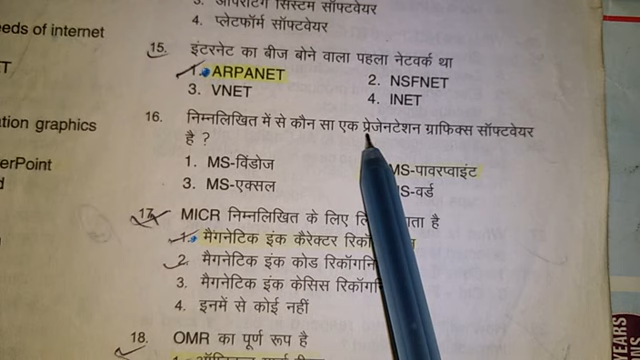 3. ऑपरेटिंग सिस्टम सॉफ्टवेयर
4. प्लेटफॉर्म सॉफ्टवेयर
eeds of internet
15. इंटरनेट का बीज बोने वाला पहला नेटवर्क था
1. ARPANET
2. NSFNET
3. VNET
4. INET
ation graphics
16. निम्नलिखित में से कौन सा एक प्रेजेनटेशन ग्राफिक्स सॉफ्टवेयर
है ?
erPoint
1. MS-विंडोज
MS-पावरप्वाइंट
3. MS-एक्सल
MS-वर्ड
17. MICR निम्नलिखित के लिए
है
1. मैगनेटिक इंक कैरेक्टर
2. मैगनेटिक इंक कोड
3. मैगनेटिक इंक केसिस
4. इनमें से कोई नहीं
18. OMR का पूर्ण रूप है
YEARS